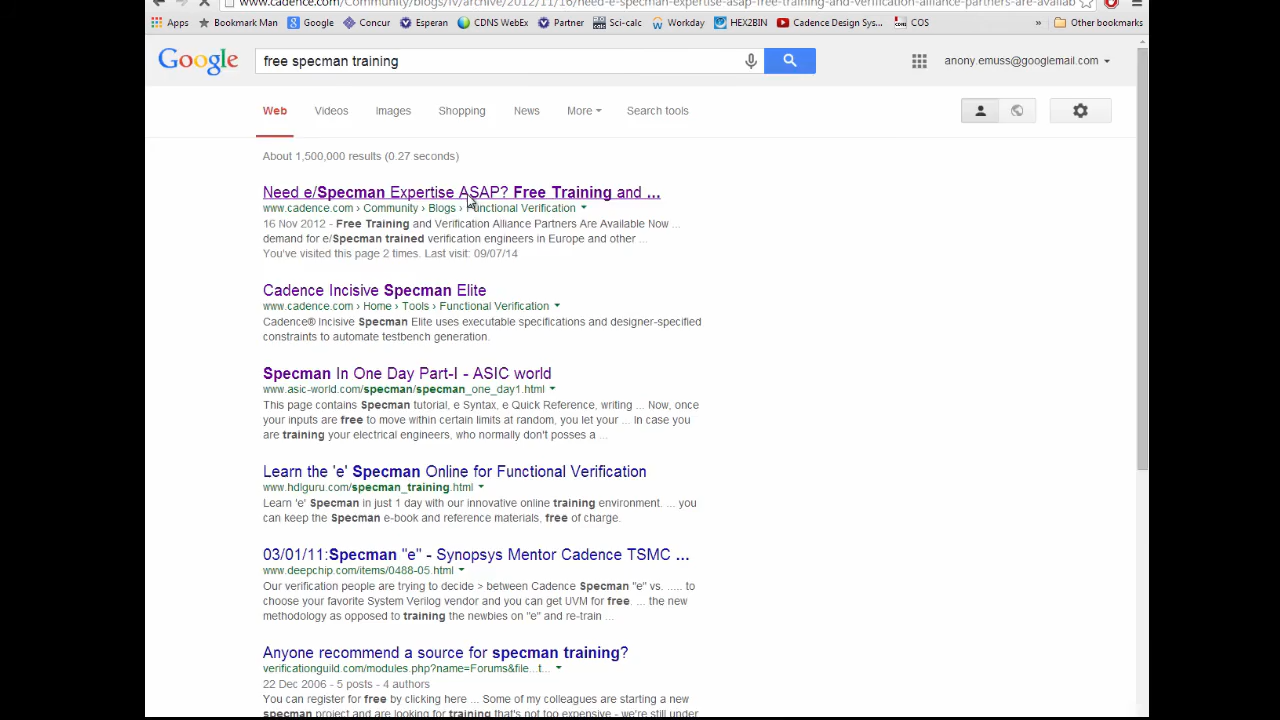 www.cadence.com/Community/blogs/fv/archive/2012/11/16/need-e-specman-expertise-asap-free-training-and-verification-alliance-partners-are-availab
Apps Bookmark Man Google Concur Esperanto CDNS WebEx Partner Sci-calc Workday HEX2BIN Cadence Design Sys... COS » Other bookmarks
Google free specman training anony.emuss@googlemail.com
Web Videos Images Shopping News More Search tools
About 1,500,000 results (0.27 seconds)
Need e/Specman Expertise ASAP? Free Training and ...
www.cadence.com › Community › Blogs › Functional Verification
16 Nov 2012 - Free Training and Verification Alliance Partners Are Available Now ...
demand for e/Specman trained verification engineers in Europe and other ...
You've visited this page 2 times. Last visit: 09/07/14
Cadence Incisive Specman Elite
www.cadence.com › Home › Tools › Functional Verification
Cadence® Incisive Specman Elite uses executable specifications and designer-specified
constraints to automate testbench generation.
Specman In One Day Part-I - ASIC world
www.asic-world.com/specman/specman_one_day1.html
This page contains Specman tutorial, e Syntax, e Quick Reference, writing ... Now, once
your inputs are free to move within certain limits at random, you let your ... In case you
are training your electrical engineers, who normally don't posses a ...
Learn the 'e' Specman Online for Functional Verification
www.hdlguru.com/specman_training.html
Learn 'e' Specman in just 1 day with our innovative online training environment. ... you
can keep the Specman e-book and reference materials, free of charge.
03/01/11:Specman "e" - Synopsys Mentor Cadence TSMC ...
www.deepchip.com/items/0488-05.html
Our verification people are trying to decide > between Cadence Specman "e" vs. ..... to
choose your favorite System Verilog vendor and you can get UVM for free. ... the new
methodology as opposed to training the newbies on "e" and re-train ...
Anyone recommend a source for specman training?
verificationguild.com/modules.php?name=Forums&file...t...
22 Dec 2006 - 5 posts - 4 authors
You can register for free by clicking here ... Some of my colleagues are starting a new
specman project and are looking for training that's not too expensive - we're still under